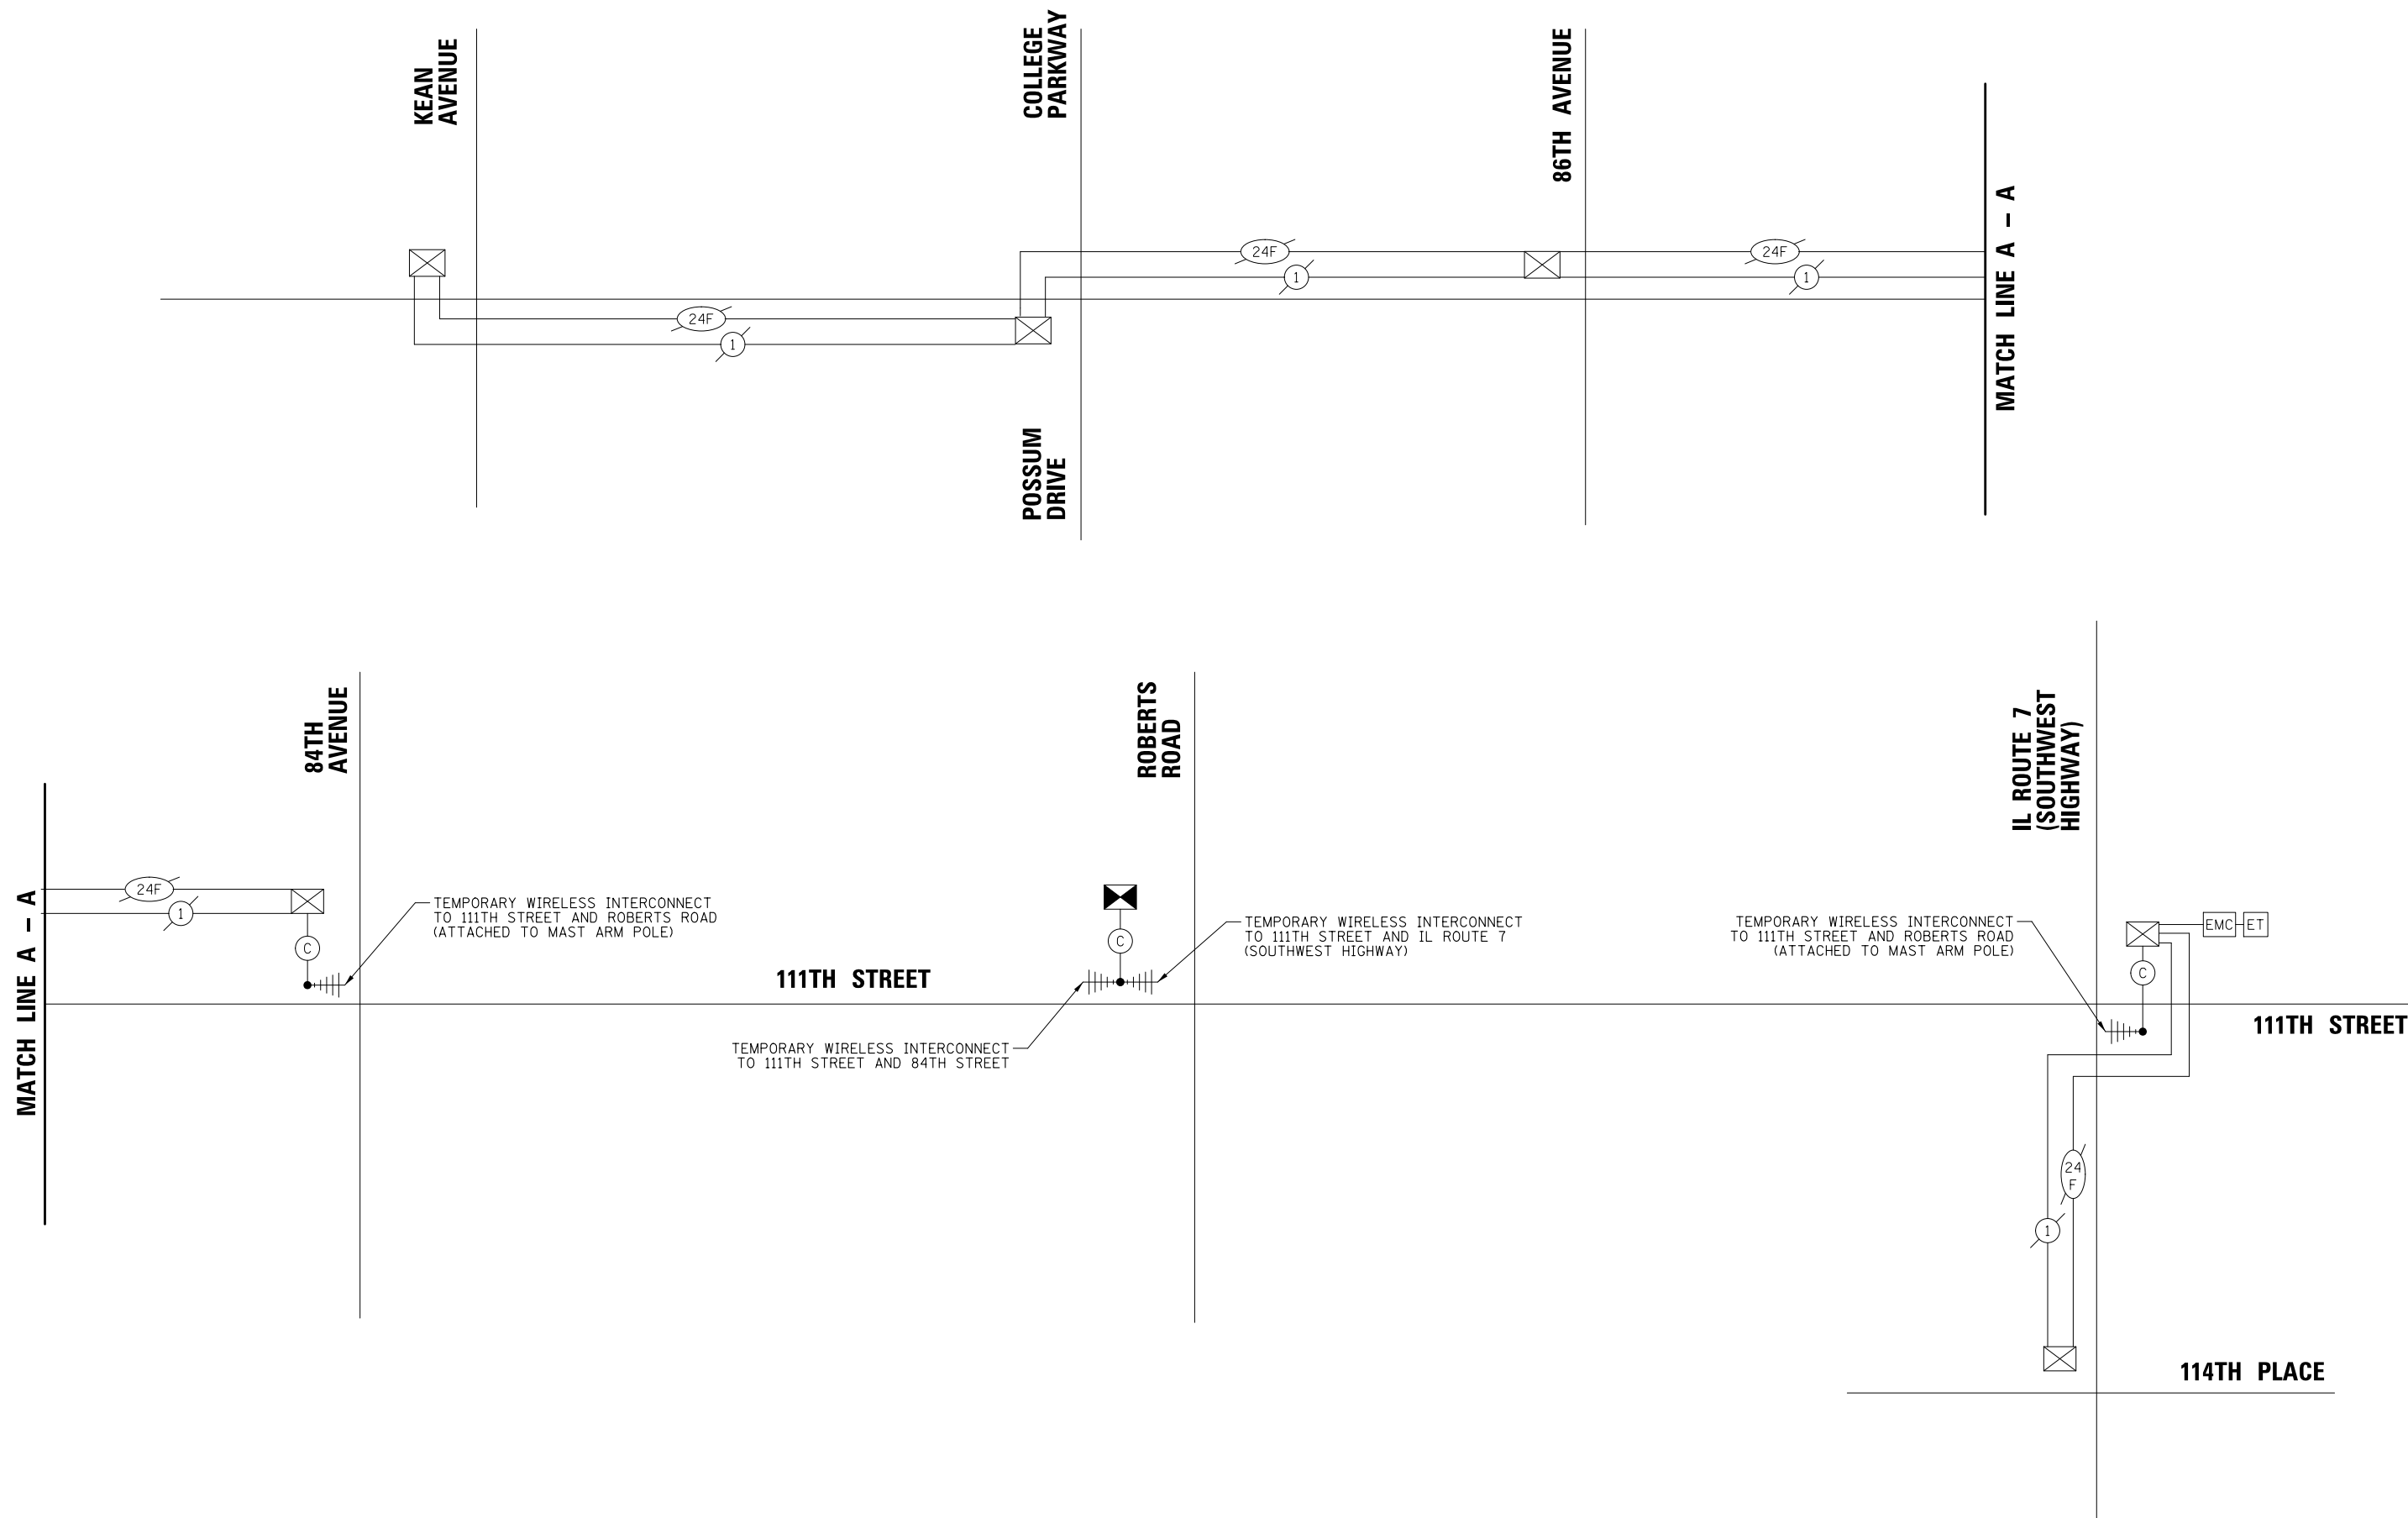 KEAN
AVENUE
COLLEGE
PARKWAY
86TH AVENUE
MATCH LINE A - A
24F
1
24F
1
24F
1
POSSUM
DRIVE
84TH
AVENUE
ROBERTS
ROAD
IL ROUTE 7
(SOUTHWEST
HIGHWAY)
MATCH LINE A - A
24F
1
C
TEMPORARY WIRELESS INTERCONNECT
TO 111TH STREET AND ROBERTS ROAD
(ATTACHED TO MAST ARM POLE)
111TH STREET
C
TEMPORARY WIRELESS INTERCONNECT
TO 111TH STREET AND IL ROUTE 7
(SOUTHWEST HIGHWAY)
TEMPORARY WIRELESS INTERCONNECT
TO 111TH STREET AND 84TH STREET
TEMPORARY WIRELESS INTERCONNECT
TO 111TH STREET AND ROBERTS ROAD
(ATTACHED TO MAST ARM POLE)
EMC
ET
C
111TH STREET
24
F
1
114TH PLACE